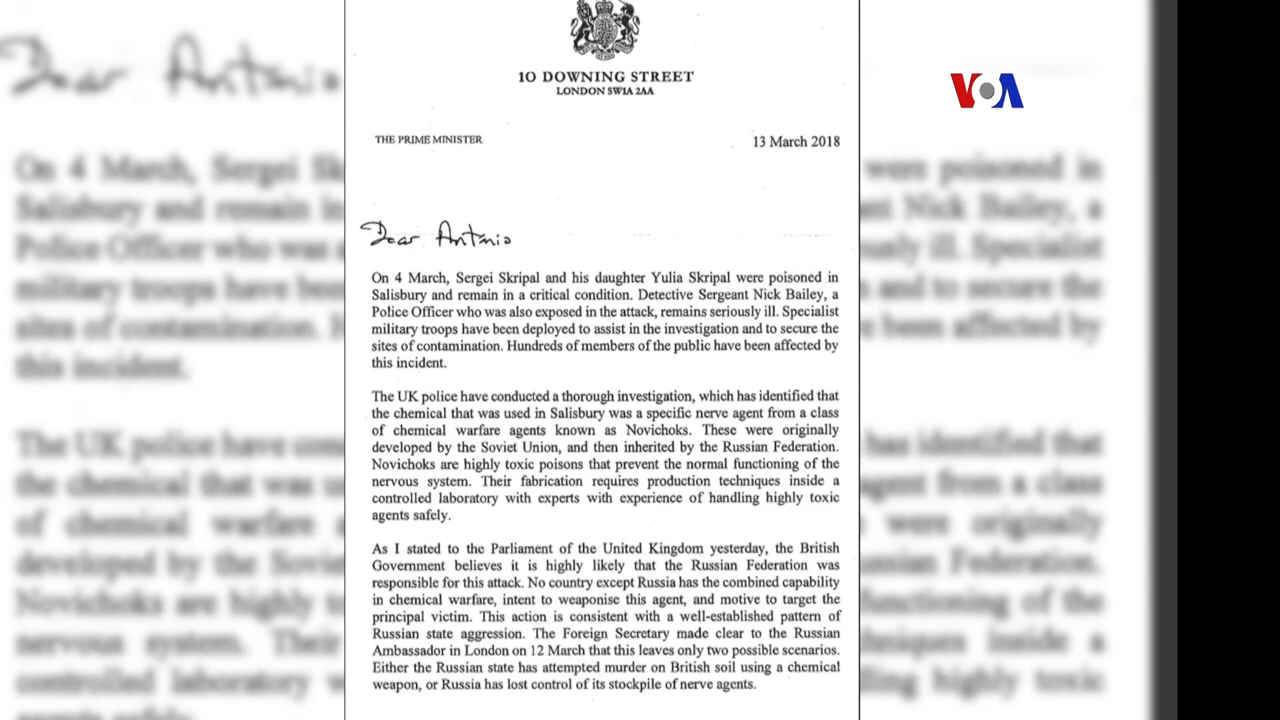 10 DOWNING STREET
LONDON SW1A 2AA
VOA
THE PRIME MINISTER
13 March 2018
Dear Antonio
On 4 March, Sergei Skripal and his daughter Yulia Skripal were poisoned in
Salisbury and remain in a critical condition. Detective Sergeant Nick Bailey, a
Police Officer who was also exposed in the attack, remains seriously ill. Specialist
military troops have been deployed to assist in the investigation and to secure the
sites of contamination. Hundreds of members of the public have been affected by
this incident.
The UK police have conducted a thorough investigation, which has identified that
the chemical that was used in Salisbury was a specific nerve agent from a class
of chemical warfare agents known as Novichoks. These were originally
developed by the Soviet Union, and then inherited by the Russian Federation.
Novichoks are highly toxic poisons that prevent the normal functioning of the
nervous system. Their fabrication requires production techniques inside a
controlled laboratory with experts with experience of handling highly toxic
agents safely.
As I stated to the Parliament of the United Kingdom yesterday, the British
Government believes it is highly likely that the Russian Federation was
responsible for this attack. No country except Russia has the combined capability
in chemical warfare, intent to weaponise this agent, and motive to target the
principal victim. This action is consistent with a well-established pattern of
Russian state aggression. The Foreign Secretary made clear to the Russian
Ambassador in London on 12 March that this leaves only two possible scenarios.
Either the Russian state has attempted murder on British soil using a chemical
weapon, or Russia has lost control of its stockpile of nerve agents.